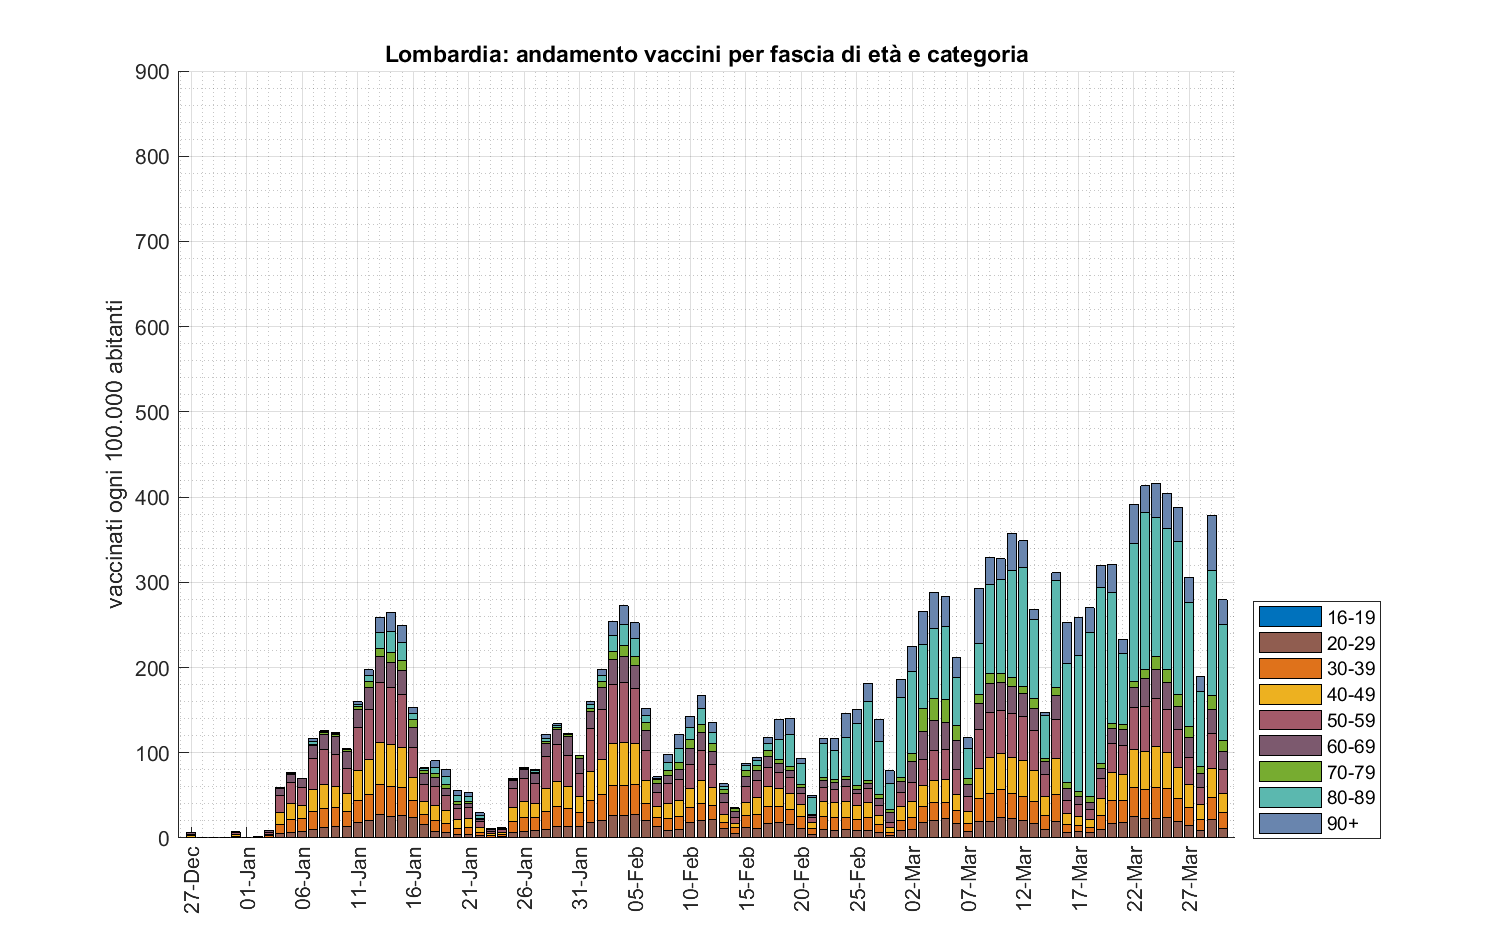 Lombardia: andamento vaccini per fascia di età e categoria
vaccinati ogni 100.000 abitanti
900
800
700
600
500
400
300
200
100
0
27-Dec
01-Jan
06-Jan
11-Jan
16-Jan
21-Jan
26-Jan
31-Jan
05-Feb
10-Feb
15-Feb
20-Feb
25-Feb
02-Mar
07-Mar
12-Mar
17-Mar
22-Mar
27-Mar
16-19
20-29
30-39
40-49
50-59
60-69
70-79
80-89
90+